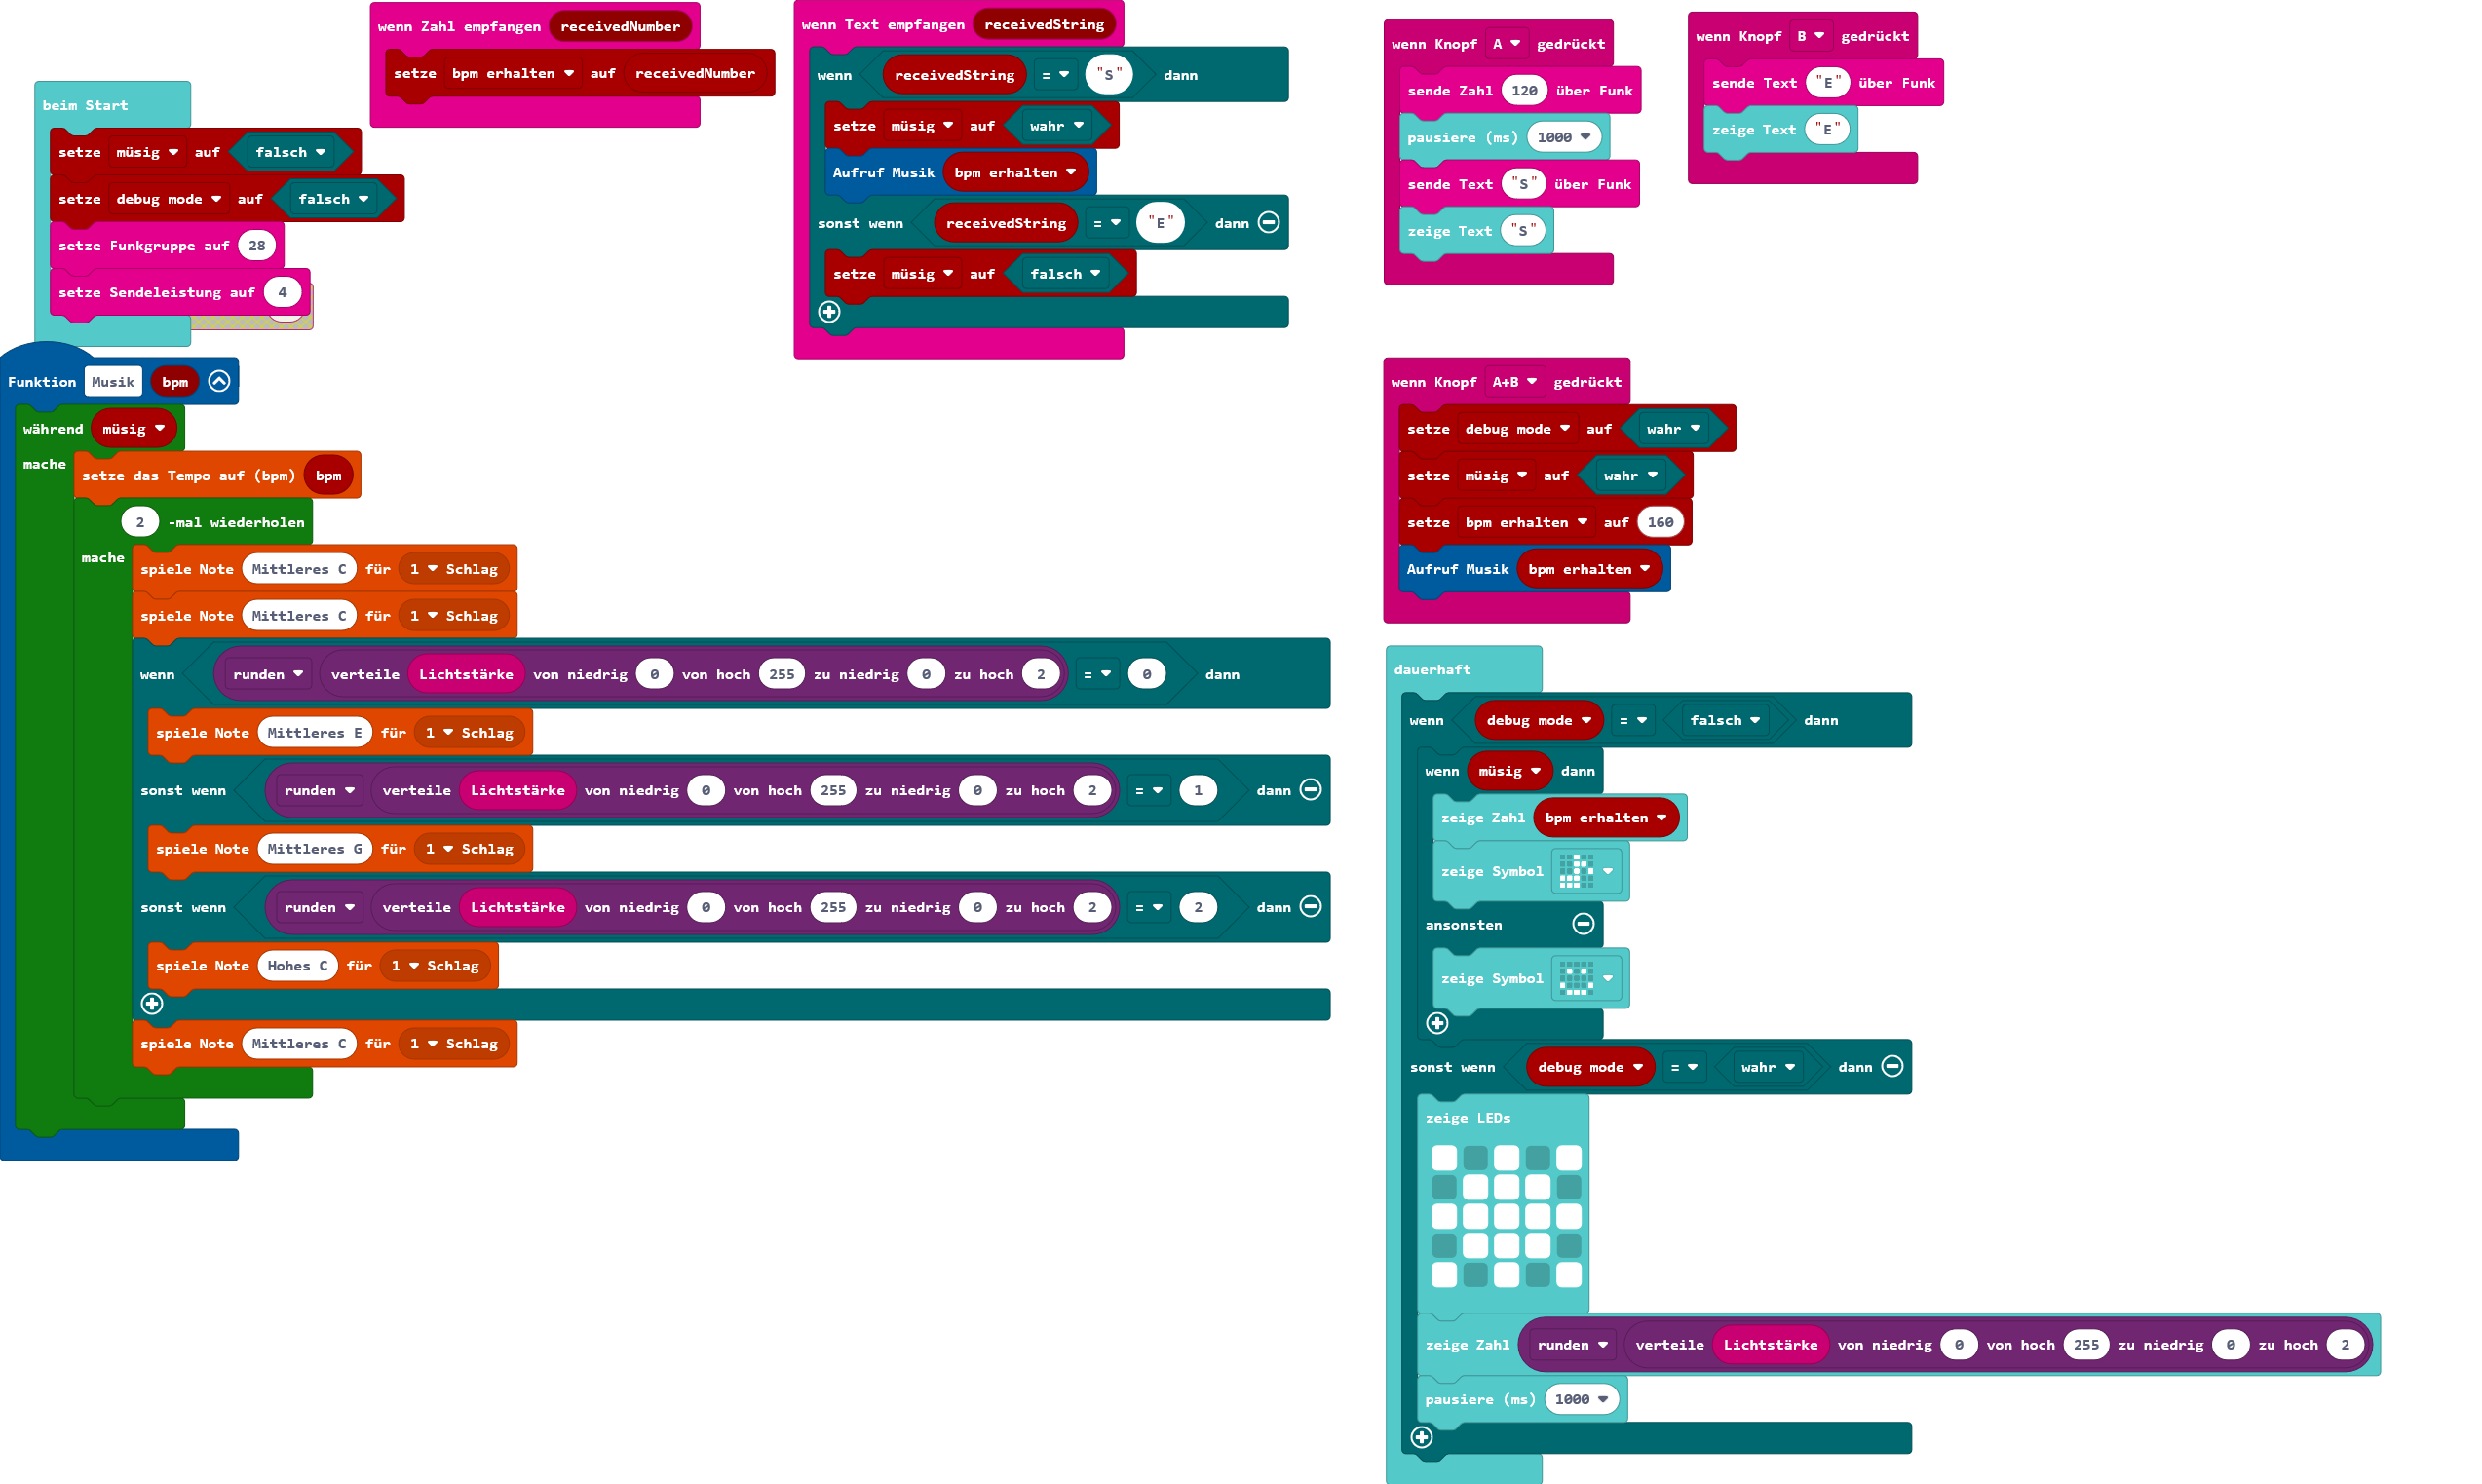 wenn Zahl empfangen receivedNumber
setze bpm erhalten auf receivedNumber
wenn Text empfangen receivedString
wenn receivedString = "S" dann
setze müsig auf wahr
Aufruf Musik bpm erhalten
sonst wenn receivedString = "E" dann
setze müsig auf falsch
wenn Knopf A gedrückt
sende Zahl 120 über Funk
pausiere (ms) 1000
sende Text "S" über Funk
zeige Text "S"
wenn Knopf B gedrückt
sende Text "E" über Funk
zeige Text "E"
beim Start
setze müsig auf falsch
setze debug mode auf falsch
setze Funkgruppe auf 28
setze Sendeleistung auf 4
Funktion Musik bpm
während müsig
mache
setze das Tempo auf (bpm) bpm
2 -mal wiederholen
mache
spiele Note Mittleres C für 1 Schlag
spiele Note Mittleres C für 1 Schlag
wenn runden verteile Lichtstärke von niedrig 0 von hoch 255 zu niedrig 0 zu hoch 2 = 0 dann
spiele Note Mittleres E für 1 Schlag
sonst wenn runden verteile Lichtstärke von niedrig 0 von hoch 255 zu niedrig 0 zu hoch 2 = 1 dann
spiele Note Mittleres G für 1 Schlag
sonst wenn runden verteile Lichtstärke von niedrig 0 von hoch 255 zu niedrig 0 zu hoch 2 = 2 dann
spiele Note Hohes C für 1 Schlag
spiele Note Mittleres C für 1 Schlag
wenn Knopf A+B gedrückt
setze debug mode auf wahr
setze müsig auf wahr
setze bpm erhalten auf 160
Aufruf Musik bpm erhalten
dauerhaft
wenn debug mode = falsch dann
wenn müsig dann
zeige Zahl bpm erhalten
zeige Symbol
ansonsten
zeige Symbol
sonst wenn debug mode = wahr dann
zeige LEDs
zeige Zahl runden verteile Lichtstärke von niedrig 0 von hoch 255 zu niedrig 0 zu hoch 2
pausiere (ms) 1000